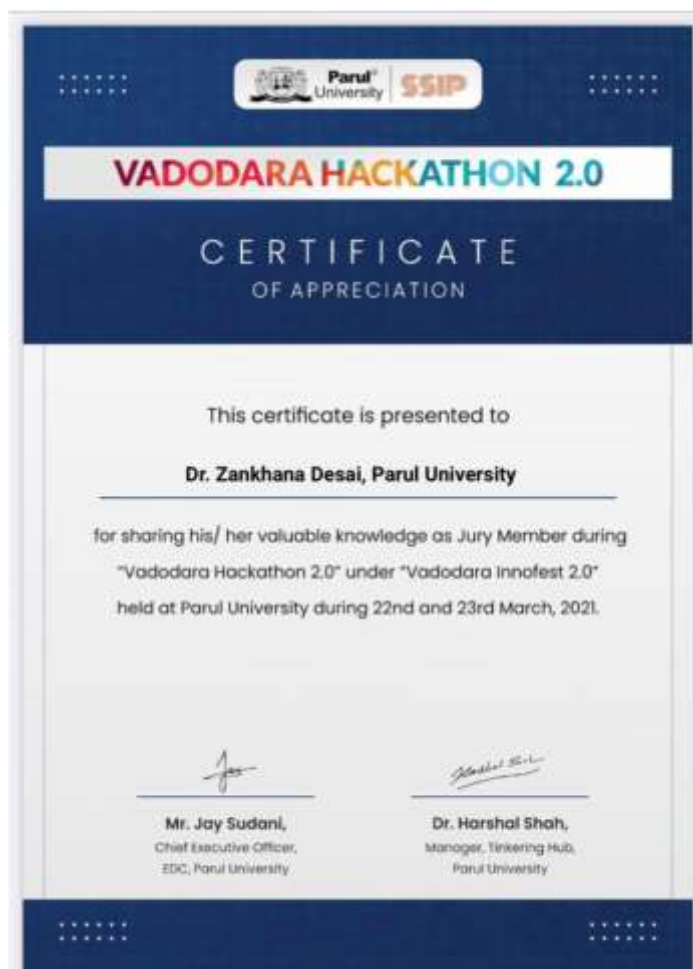 Parul®
University
SSIP
VADODARA HACKATHON 2.0
CERTIFICATE
OF APPRECIATION
This certificate is presented to
Dr. Zankhana Desai, Parul University
for sharing his/ her valuable knowledge as Jury Member during
"Vadodara Hackathon 2.0" under "Vadodara Innofest 2.0"
held at Parul University during 22nd and 23rd March, 2021.
Mr. Jay Sudani,
Chief Executive Officer,
EDC, Parul University
Dr. Harshal Shah,
Manager, Tinkering Hub,
Parul University